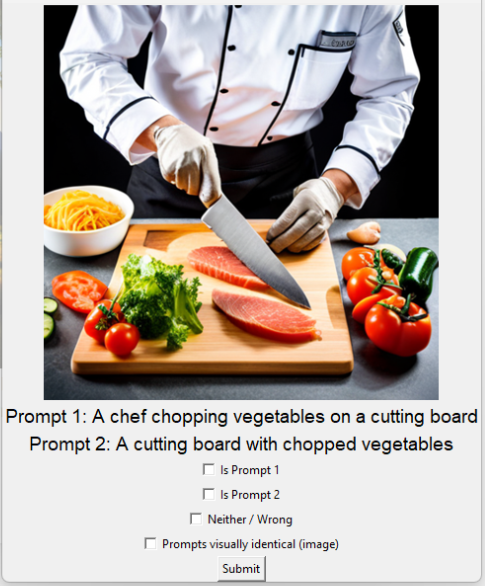 Prompt 1: A chef chopping vegetables on a cutting board
Prompt 2: A cutting board with chopped vegetables
Is Prompt 1
Is Prompt 2
Neither / Wrong
Prompts visually identical (image)
Submit